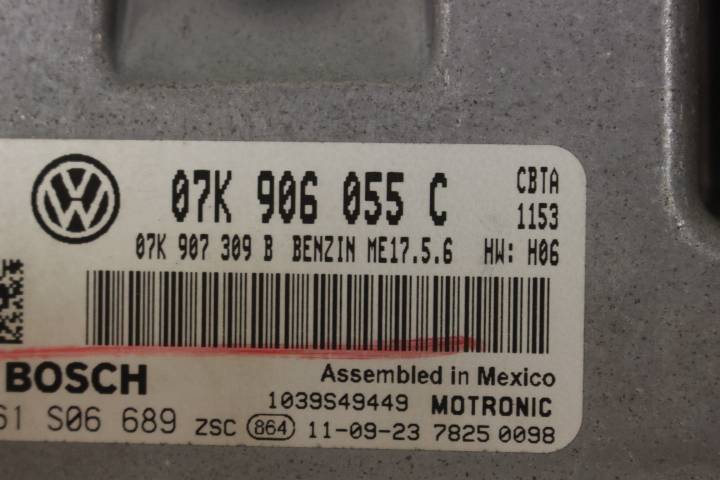 07K 906 055 C CBTA
1153
07K 907 309 B BENZIN ME17.5.6 HW: H06
BOSCH Assembled in Mexico
1039S49449 MOTRONIC
61 S06 689 ZSC 864 11-09-23 7825 0098